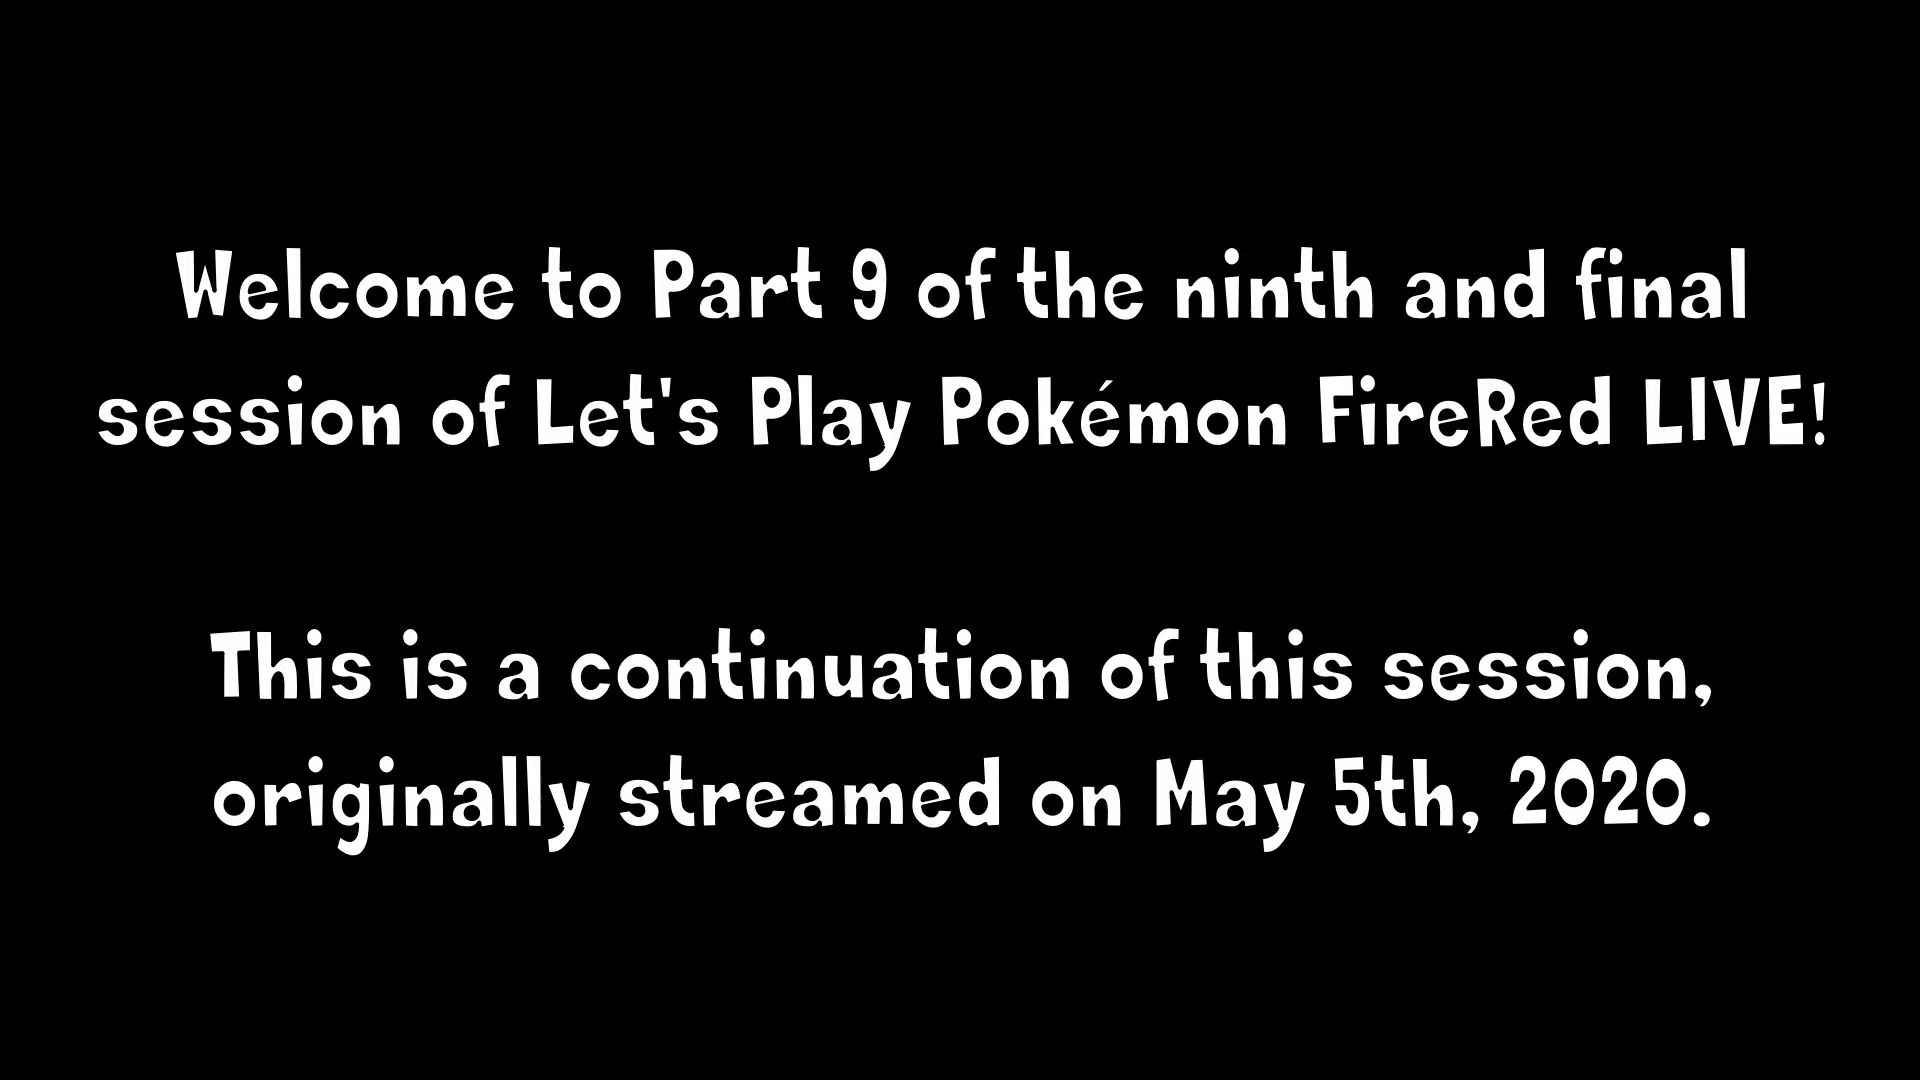 Welcome to Part 9 of the ninth and final
session of Let's Play Pokémon FireRed LIVE!
This is a continuation of this session,
originally streamed on May 5th, 2020.